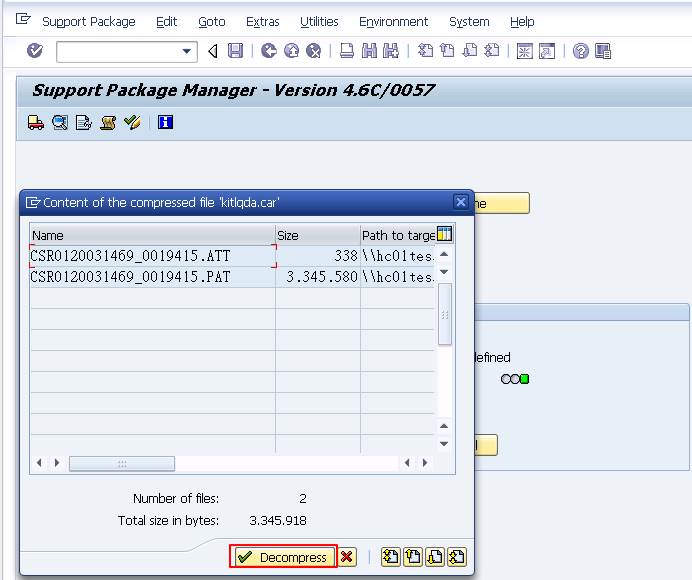 Support Package Edit Goto Extras Utilities Environment System Help
Support Package Manager - Version 4.6C/0057
Content of the compressed file 'kitlqda.car'
Name Size Path to targe
CSR0120031469_0019415.ATT 338 \\hc01tes.
CSR0120031469_0019415.PAT 3.345.580 \\hc01tes.
ne
efined
Number of files: 2
Total size in bytes: 3.345.918
Decompress